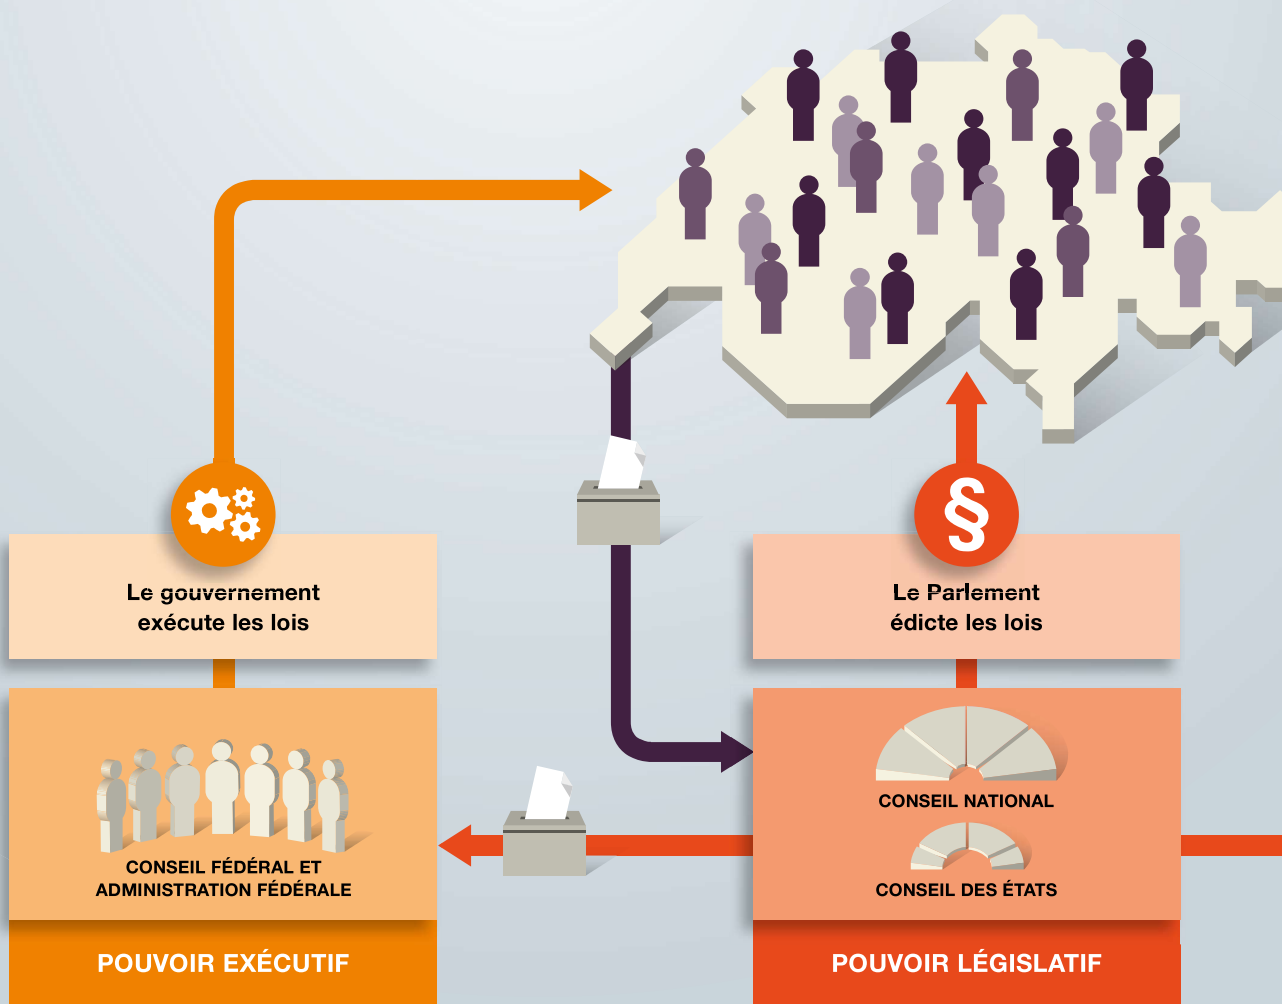 §
Le gouvernement
exécute les lois
Le Parlement
édicte les lois
CONSEIL NATIONAL
CONSEIL FÉDÉRAL ET
ADMINISTRATION FÉDÉRALE
CONSEIL DES ÉTATS
POUVOIR EXÉCUTIF
POUVOIR LÉGISLATIF